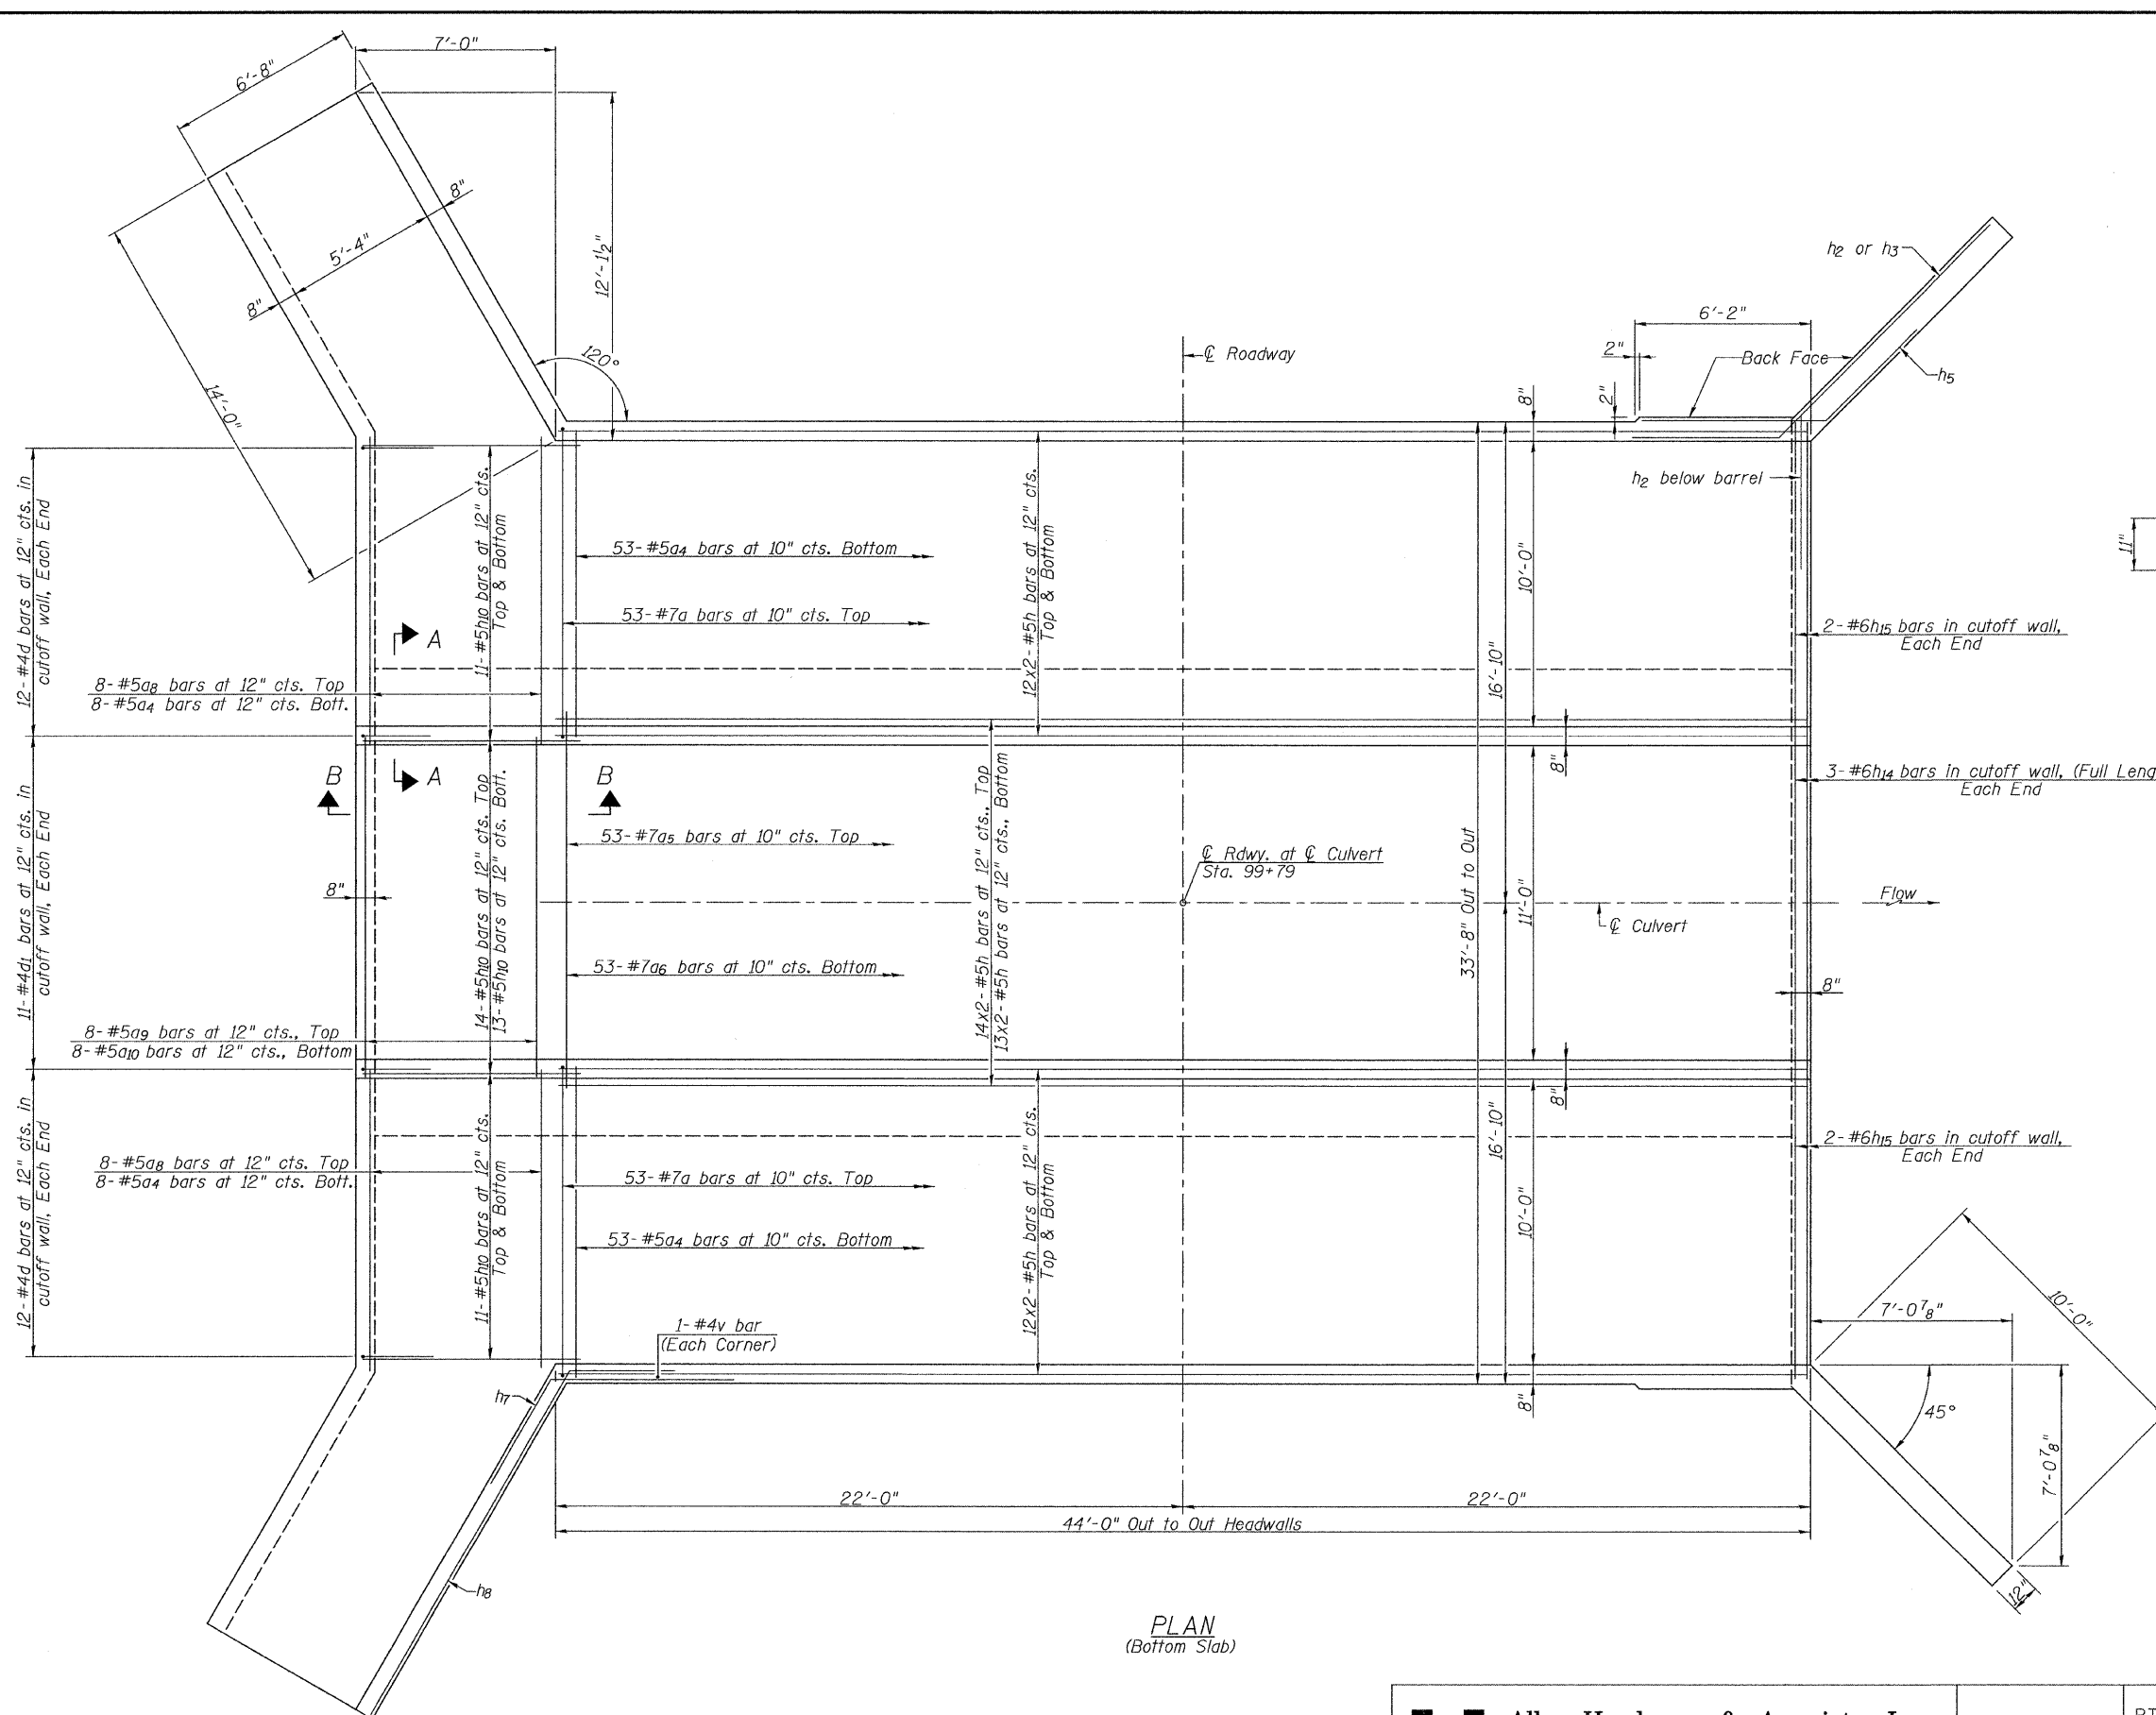 7'-0"
6'-8"
8"
5'-4"
8"
12'-1½"
14'-0"
120°
℄ Roadway
h2 or h3
6'-2"
2"
Back Face
h5
8"
2"
h2 below barrel
11"
12-#4d bars at 12" cts. in
cutoff wall, Each End
11-#5h10 bars at 12" cts.
Top & Bottom
53-#5a4 bars at 10" cts. Bottom
53-#7a bars at 10" cts. Top
12x2-#5h bars at 12" cts.
Top & Bottom
16'-10"
10'-0"
2-#6h15 bars in cutoff wall,
Each End
A
8-#5a8 bars at 12" cts. Top
8-#5a4 bars at 12" cts. Bott.
8"
B
A
B
3-#6h14 bars in cutoff wall, (Full Leng
Each End
11-#4d1 bars at 12" cts. in
cutoff wall, Each End
14-#5h10 bars at 12" cts. Top
13-#5h10 bars at 12" cts. Bott.
53-#7a5 bars at 10" cts. Top
14x2-#5h bars at 12" cts., Top
13x2-#5h bars at 12" cts., Bottom
℄ Rdwy. at ℄ Culvert
Sta. 99+79
33'-8" Out to Out
11'-0"
8"
Flow
℄ Culvert
53-#7a6 bars at 10" cts. Bottom
8"
8-#5a9 bars at 12" cts., Top
8-#5a10 bars at 12" cts., Bottom
8"
12-#4d bars at 12" cts. in
cutoff wall, Each End
8-#5a8 bars at 12" cts. Top
8-#5a4 bars at 12" cts. Bott.
11-#5h10 bars at 12" cts.
Top & Bottom
53-#7a bars at 10" cts. Top
53-#5a4 bars at 10" cts. Bottom
12x2-#5h bars at 12" cts.
Top & Bottom
16'-10"
10'-0"
2-#6h15 bars in cutoff wall,
Each End
1-#4v bar
(Each Corner)
7'-0⅞"
10'-0"
h7
8"
45°
7'-0⅞"
22'-0"
22'-0"
44'-0" Out to Out Headwalls
h8
12"
PLAN
(Bottom Slab)